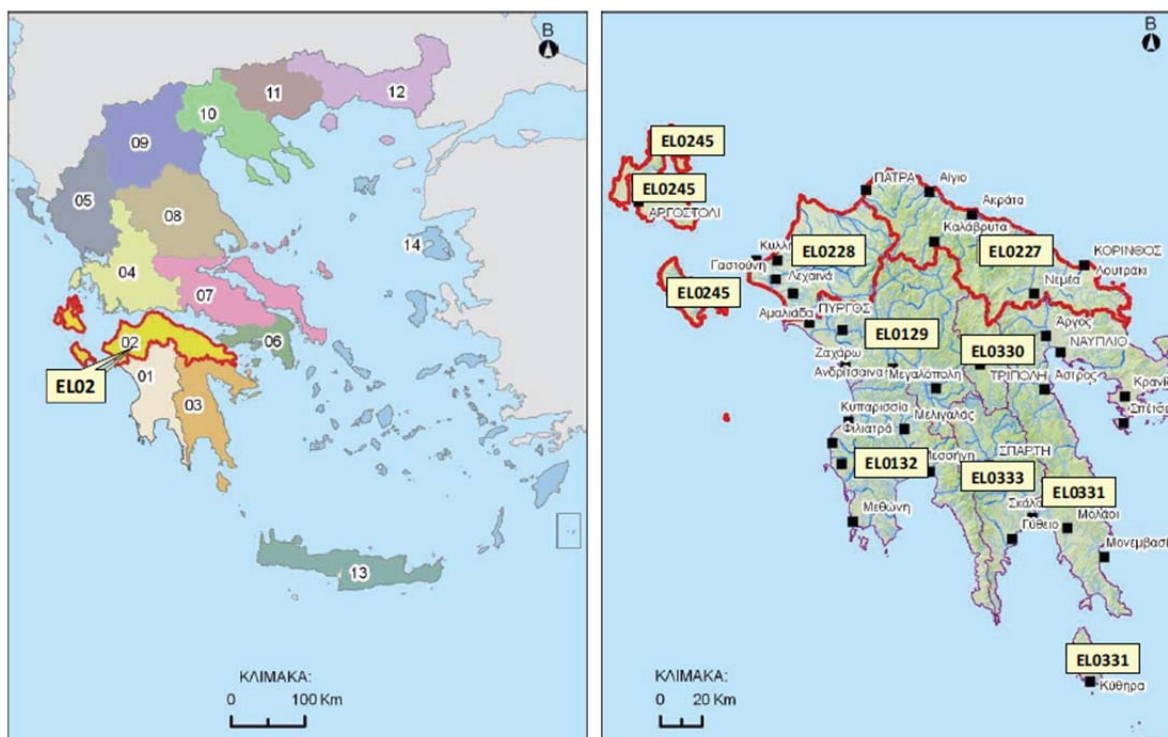 B
11
12
10
09
05
08
14
04
07
02
06
EL02
01
03
13
ΚΛΙΜΑΚΑ:
0 100 Km
B
EL0245
ΠΑΤΡΑ
Αίγιο
EL0245
Ακράτα
ΑΡΓΟΣΤΟΛΙ
Καλάβρυτα
EL0228
EL0227
ΚΟΡΙΝΘΟΣ
Γαστούνη
Λουτράκι
Λεχαινά
EL0245
Νεμέα
Αμαλιάδα
ΠΥΡΓΟΣ
Άργος
EL0129
ΝΑΥΠΛΙΟ
Ζαχάρω
EL0330
Ανδρίτσαινα
Μεγαλόπολη
ΤΡΙΠΟΛΗ
Άστρος
Κυπαρισσία
Μελιγαλάς
Φιλιατρά
ΣΠΑΡΤΗ
EL0132
EL0333
EL0331
Μεθώνη
Μολάοι
Γύθειο
EL0331
Κύθηρα
ΚΛΙΜΑΚΑ:
0 20 Km